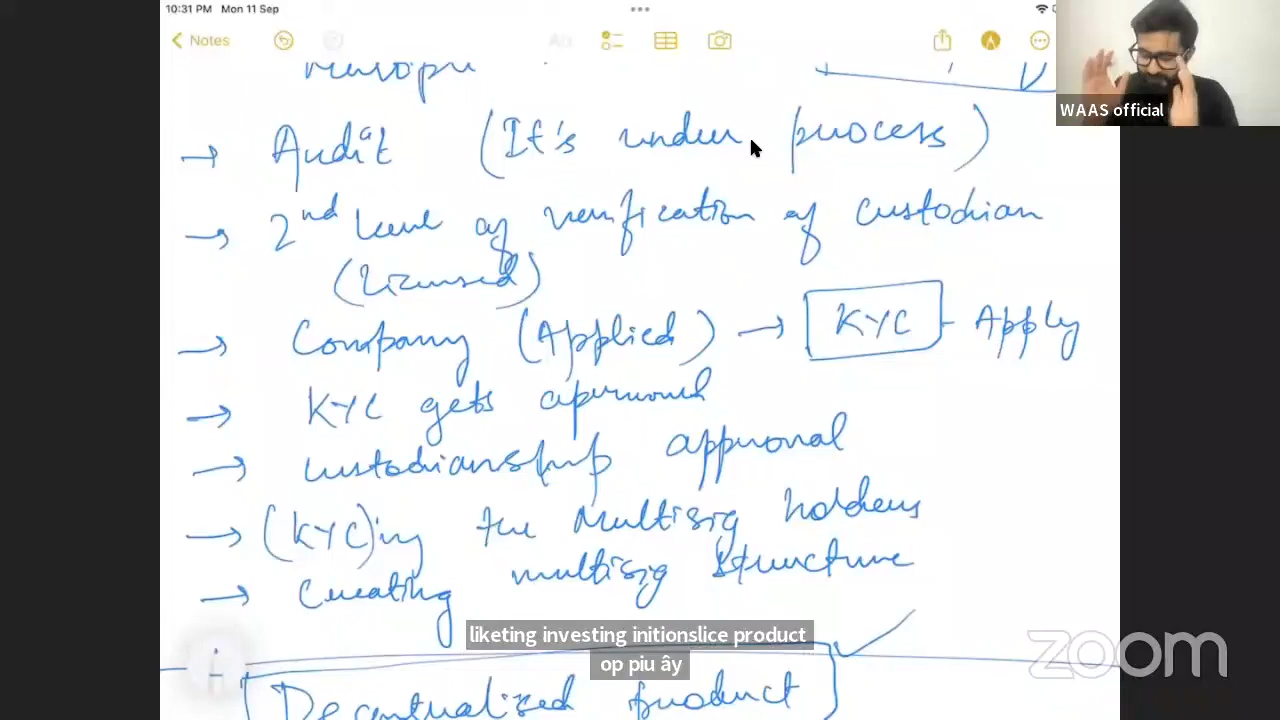 10:31 PM Mon 11 Sep
Notes
WAAS official
→ Audit (It's under process)
→ 2nd level of verification of custodian
(Licensed)
→ Company (Applied) → KYC - Apply
→ KYC gets approved
→ custodianship approval
→ (KYC)ing the Multisig holders
→ Creating multisig structure
liketing investing initionslice product
op piu ây
zoom
Decentralized product